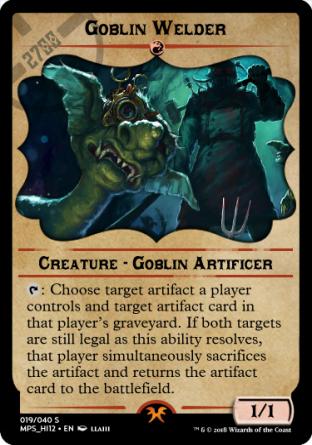 2788
Goblin Welder
Creature - Goblin Artificer
: Choose target artifact a player
controls and target artifact card in
that player's graveyard. If both targets
are still legal as this ability resolves,
that player simultaneously sacrifices
the artifact and returns the artifact
card to the battlefield.
1/1
019/040 S
MPS_HI12 • EN LLAIII
™ & © 2018 Wizards of the Coast